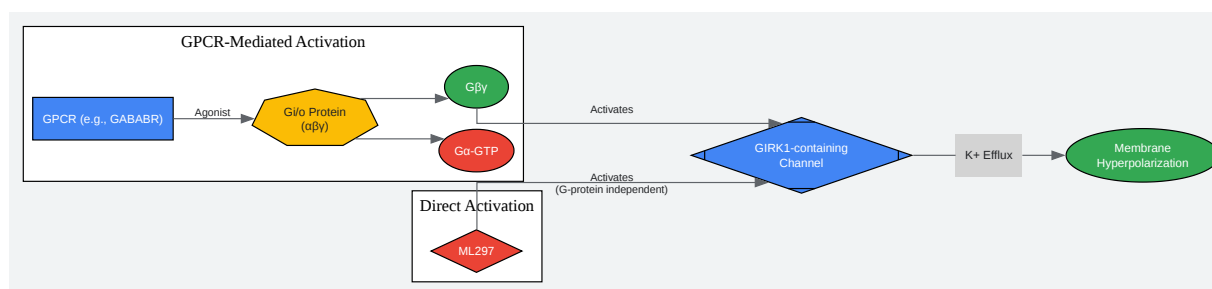 GPCR-Mediated Activation
GPCR (e.g., GABABR)
Agonist
Gi/o Protein
(αβγ)
Gβγ
Gα-GTP
Activates
GIRK1-containing
Channel
K+ Efflux
Membrane
Hyperpolarization
Activates
(G-protein independent)
Direct Activation
ML297